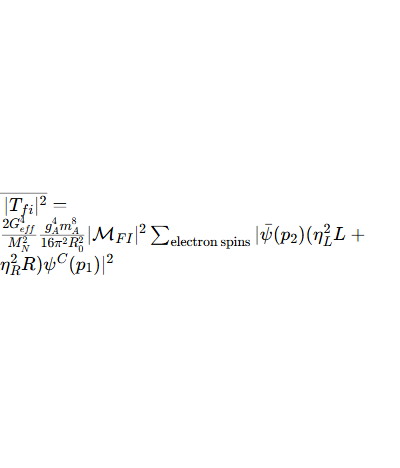 $\overline{|T_{fi}|^2} =$
$\frac{2G_{eff}^4}{M_N^2} \frac{g_A^4 m_A^8}{16\pi^2 R_0^2} |\mathcal{M}_{FI}|^2 \sum_{\text{electron spins}} |\bar{\psi}(p_2)(\eta_L^2 L +$
$\eta_R^2 R)\psi^C(p_1)|^2$